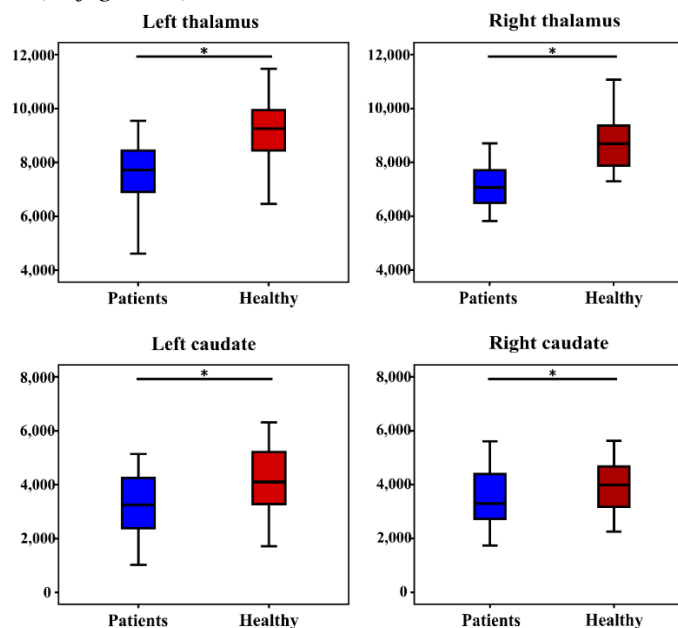 Left thalamus
12,000
10,000
8,000
6,000
4,000
*
Patients
Healthy
Right thalamus
12,000
10,000
8,000
6,000
4,000
*
Patients
Healthy
Left caudate
8,000
6,000
4,000
2,000
0
*
Patients
Healthy
Right caudate
8,000
6,000
4,000
2,000
0
*
Patients
Healthy